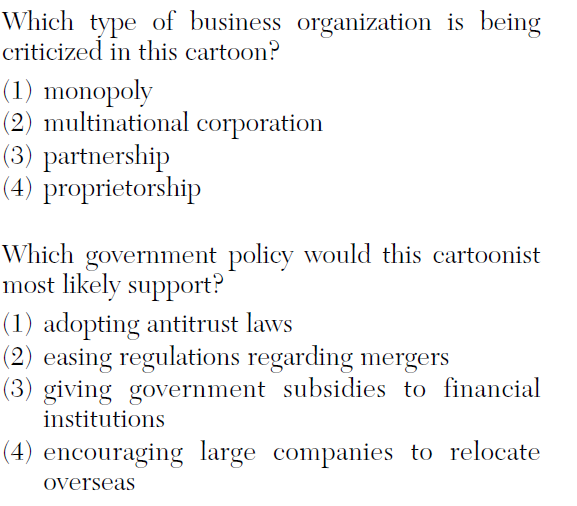 Which type of business organization is being
criticized in this cartoon?
(1) monopoly
(2) multinational corporation
(3) partnership
(4) proprietorship
Which government policy would this cartoonist
most likely support?
(1) adopting antitrust laws
(2) easing regulations regarding mergers
(3) giving government subsidies to financial
institutions
(4) encouraging large companies to relocate
overseas